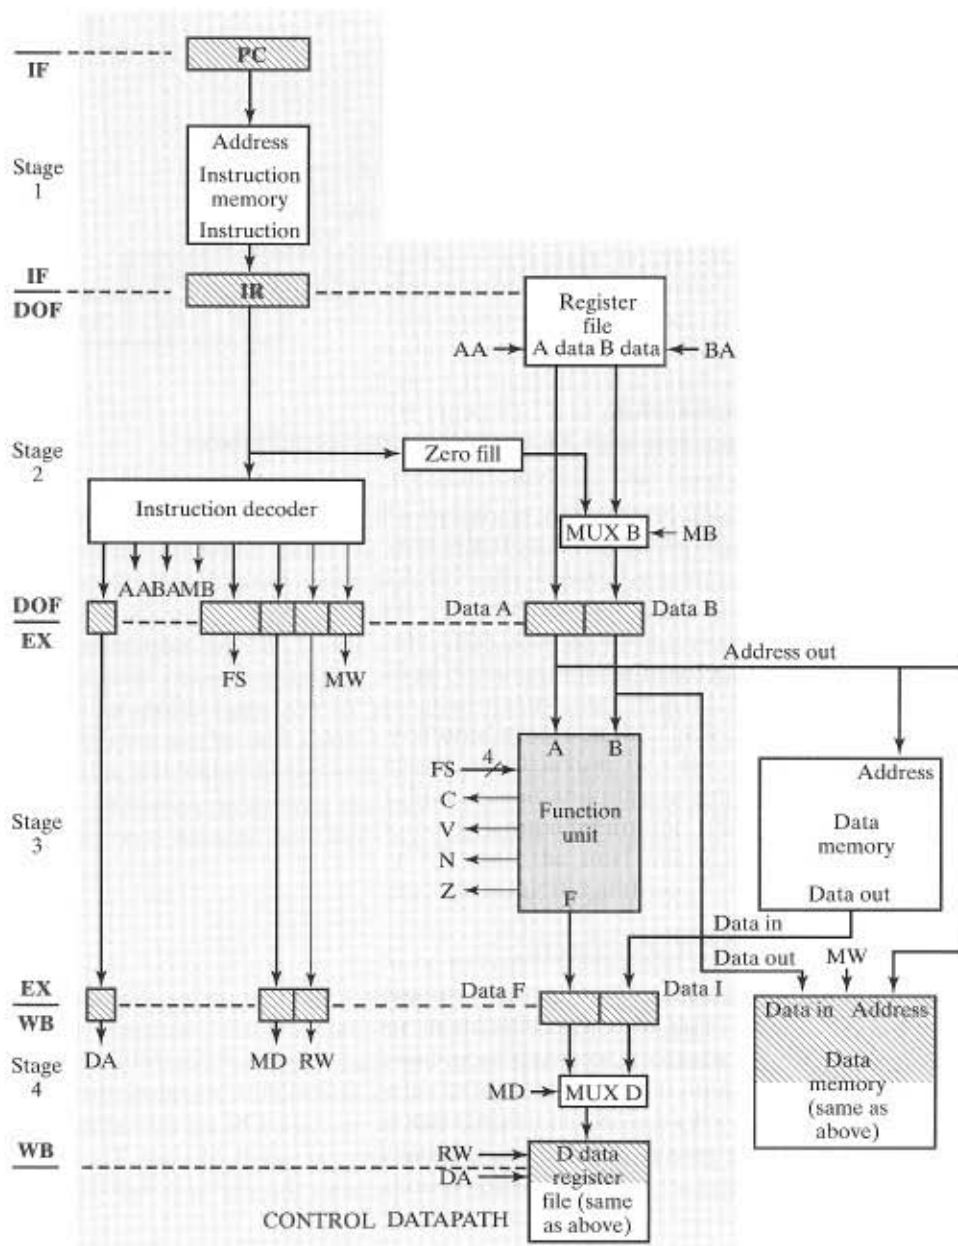 PC
IF
Address
Stage
1
Instruction
memory
Instruction
IF
IR
DOF
Register
file
AA
A data B data
BA
Stage
2
Zero fill
Instruction decoder
MUX B
MB
AABAMB
DOF
Data A
Data B
EX
Address out
FS
MW
A
B
FS
4
Address
C
Function
unit
Stage
3
V
Data
memory
N
Z
F
Data out
Data in
Data out
MW
EX
Data F
Data I
WB
Data in Address
DA
MD
RW
Stage
4
Data
memory
(same as
above)
MD
MUX D
WB
RW
D data
DA
register
file (same
as above)
CONTROL DATAPATH